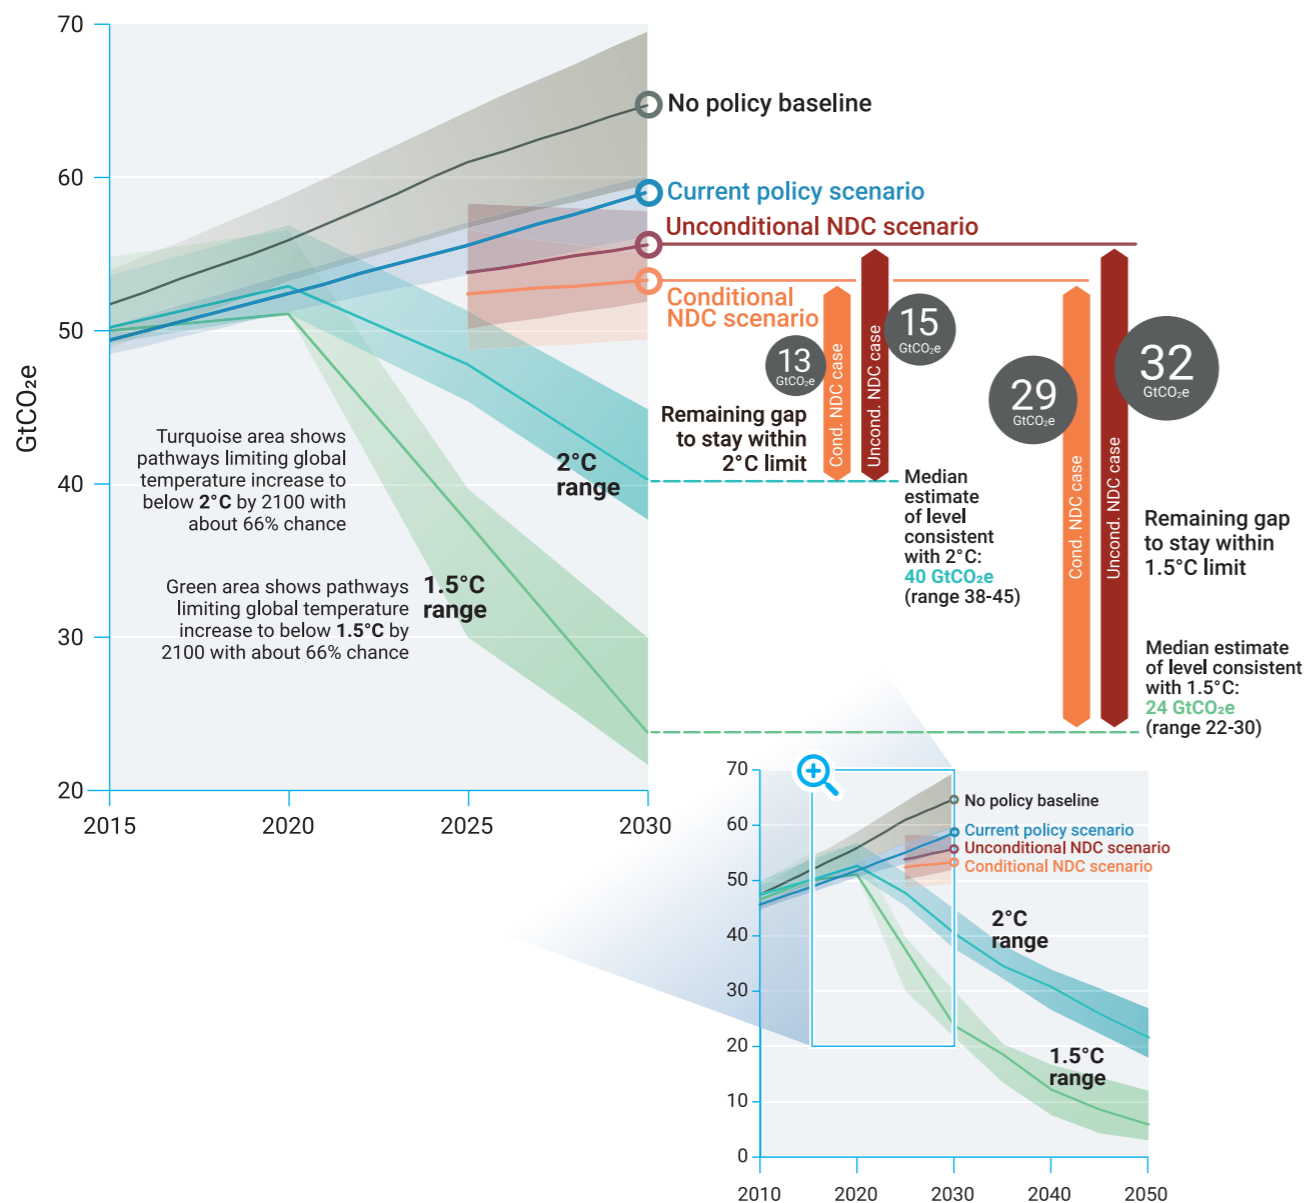 70
60
50
40
30
20
GtCO₂e
2015
2020
2025
2030
No policy baseline
Current policy scenario
Unconditional NDC scenario
Conditional
NDC scenario
Turquoise area shows
pathways limiting global
temperature increase to
below 2°C by 2100 with
about 66% chance
Green area shows pathways
limiting global temperature
increase to below 1.5°C by
2100 with about 66% chance
2°C
range
1.5°C
range
13
GtCO₂e
Cond. NDC case
Uncond. NDC case
15
GtCO₂e
Remaining gap
to stay within
2°C limit
Median
estimate
of level
consistent
with 2°C:
40 GtCO₂e
(range 38-45)
29
GtCO₂e
Cond. NDC case
Uncond. NDC case
32
GtCO₂e
Remaining gap
to stay within
1.5°C limit
Median estimate
of level consistent
with 1.5°C:
24 GtCO₂e
(range 22-30)
70
60
50
40
30
20
10
0
2010
2020
2030
2040
2050
No policy baseline
Current policy scenario
Unconditional NDC scenario
Conditional NDC scenario
2°C
range
1.5°C
range